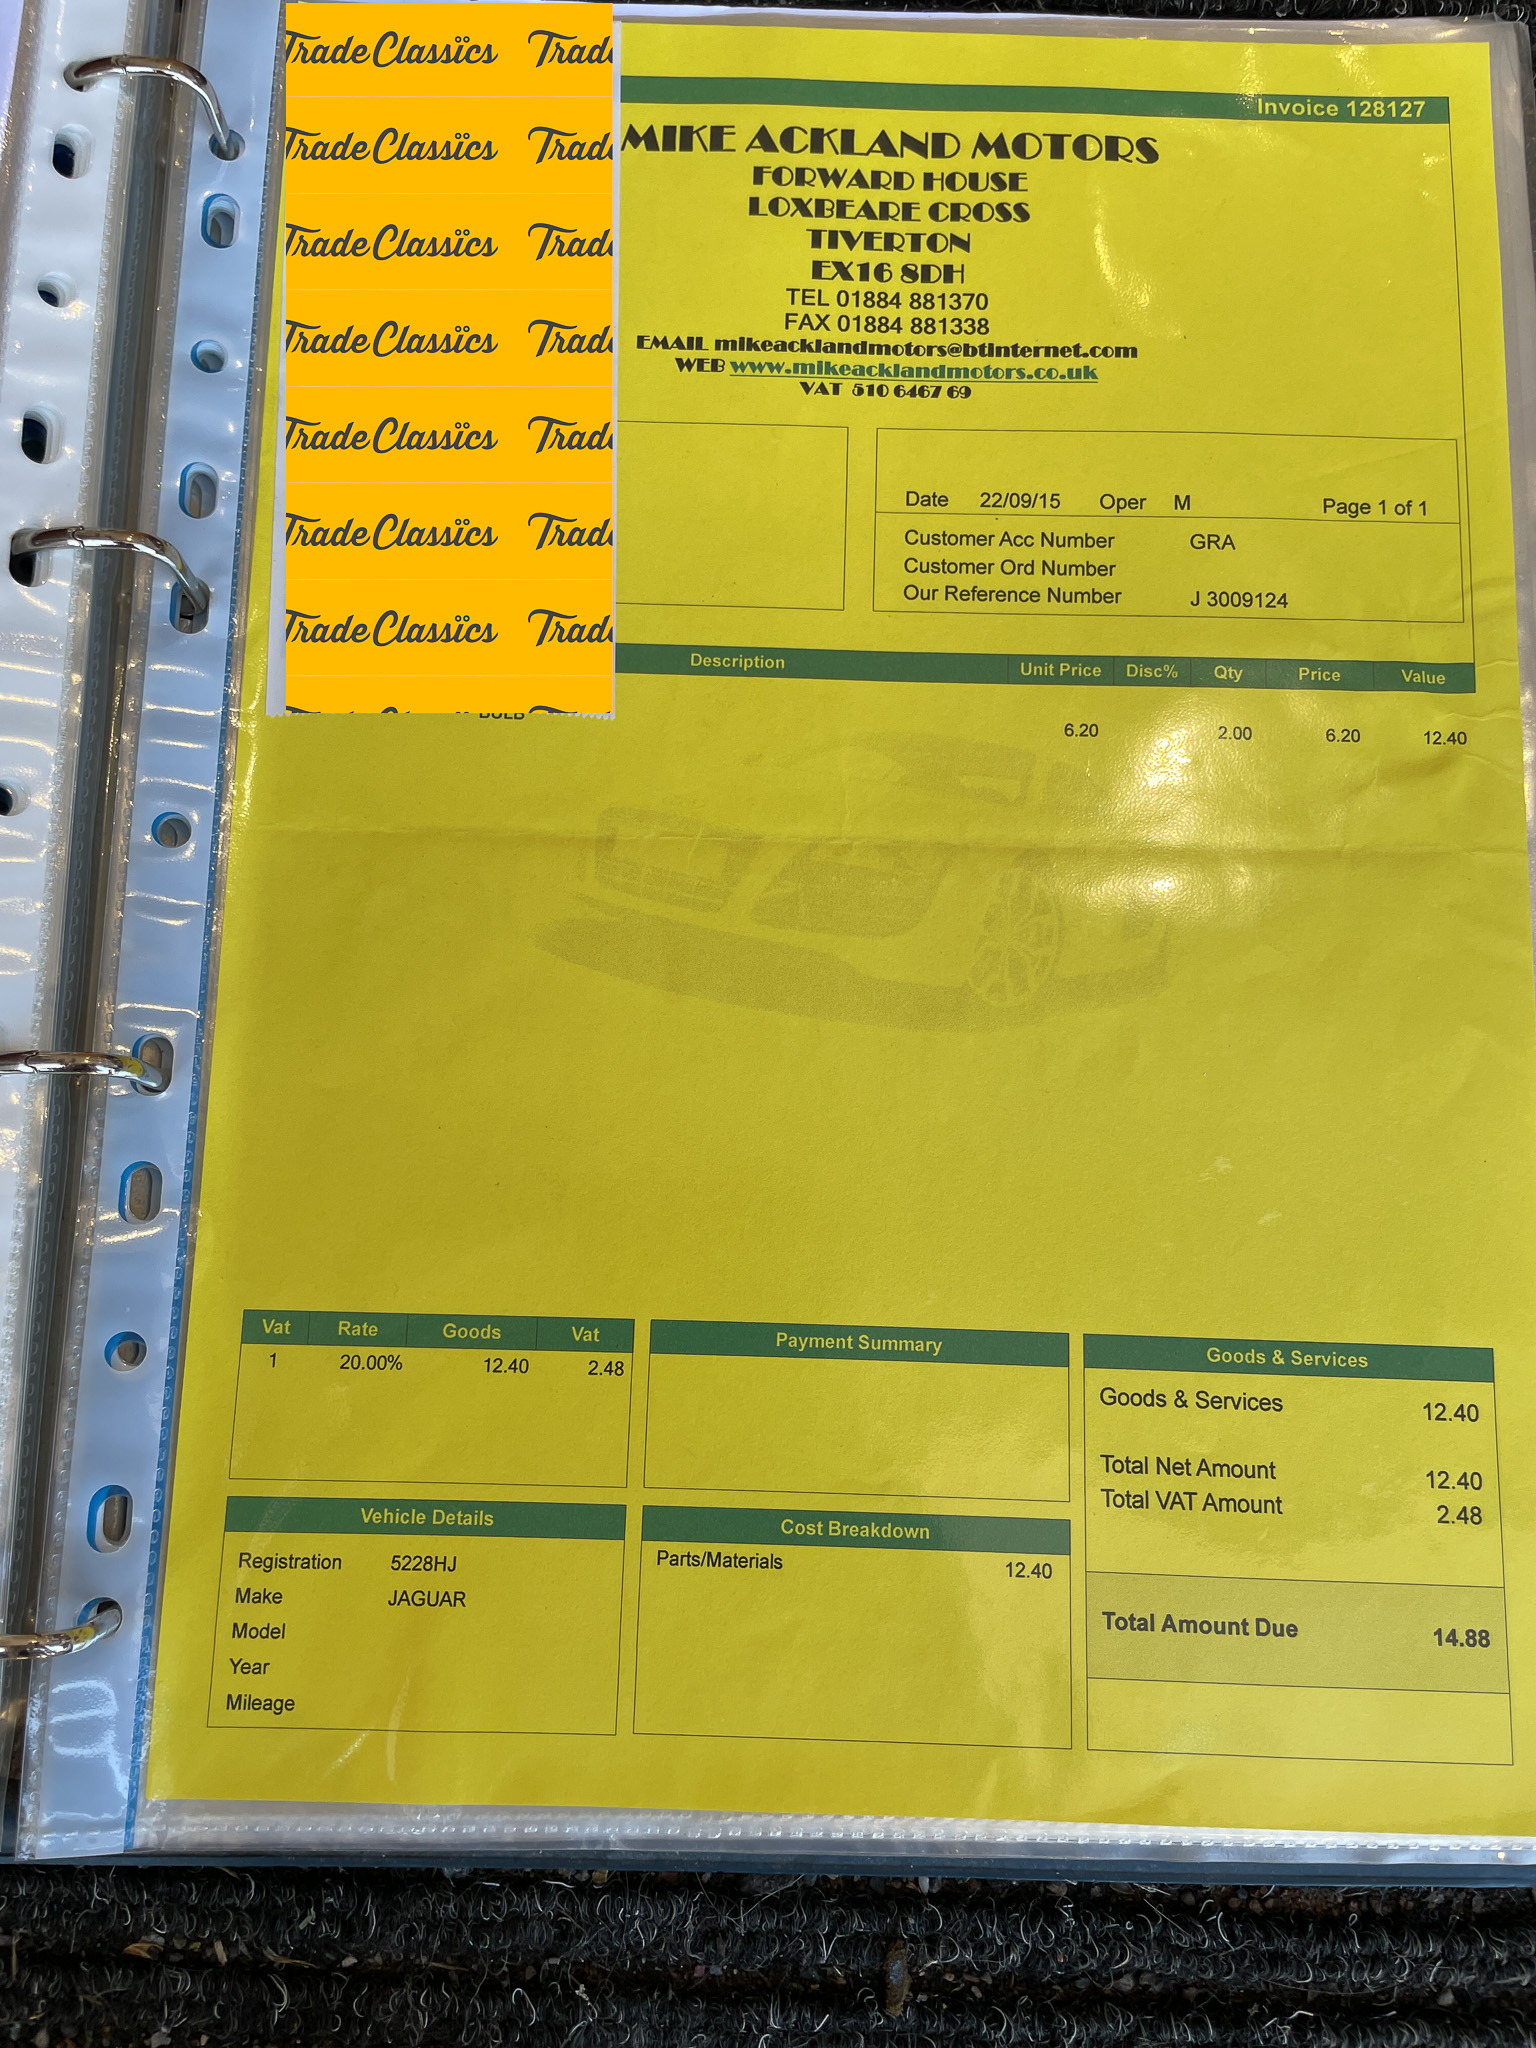 Trade Classics Trade
Trade Classics Trade
Trade Classics Trade
Trade Classics Trade
Trade Classics Trade
Trade Classics Trade
Trade Classics Trade
Invoice 128127
MIKE ACKLAND MOTORS
FORWARD HOUSE
LOXBEARE CROSS
TIVERTON
EX16 8DH
TEL 01884 881370
FAX 01884 881338
EMAIL mikeacklandmotors@btinternet.com
WEB www.mikeacklandmotors.co.uk
VAT 510 6467 69
Date 22/09/15 Oper M Page 1 of 1
Customer Acc Number GRA
Customer Ord Number
Our Reference Number J 3009124
Description Unit Price Disc% Qty Price Value
BULB 6.20 2.00 6.20 12.40
Vat Rate Goods Vat
1 20.00% 12.40 2.48
Payment Summary
Goods & Services
Goods & Services 12.40
Total Net Amount 12.40
Total VAT Amount 2.48
Total Amount Due 14.88
Vehicle Details
Registration 5228HJ
Make JAGUAR
Model
Year
Mileage
Cost Breakdown
Parts/Materials 12.40